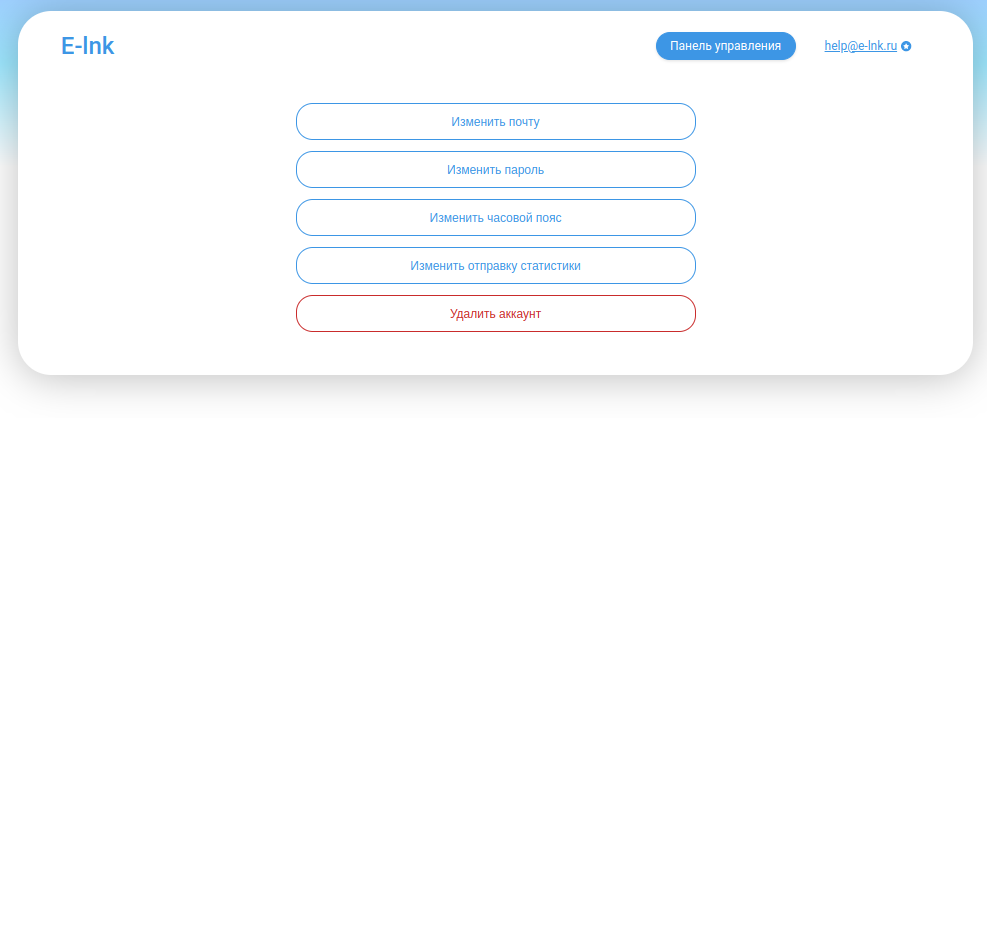 E-lnk
Панель управления
help@e-lnk.ru
Изменить почту
Изменить пароль
Изменить часовой пояс
Изменить отправку статистики
Удалить аккаунт